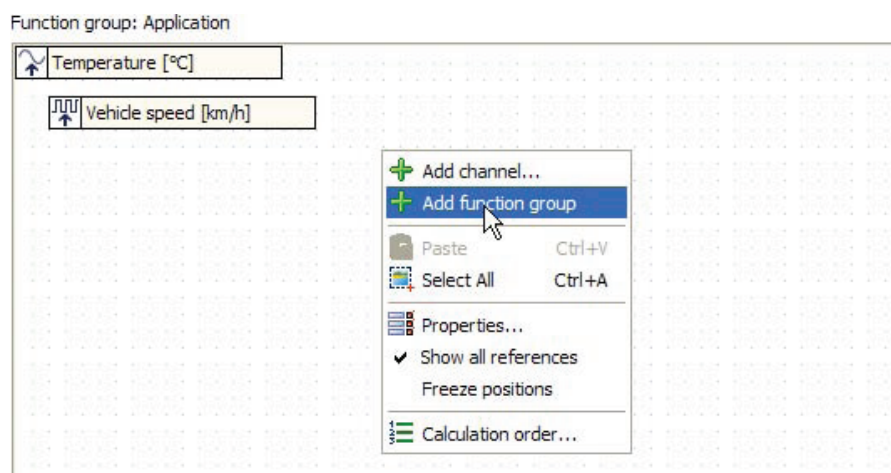 Function group: Application
Temperature [°C]
Vehicle speed [km/h]
Add channel...
Add function group
Paste Ctrl+V
Select All Ctrl+A
Properties...
Show all references
Freeze positions
Calculation order...